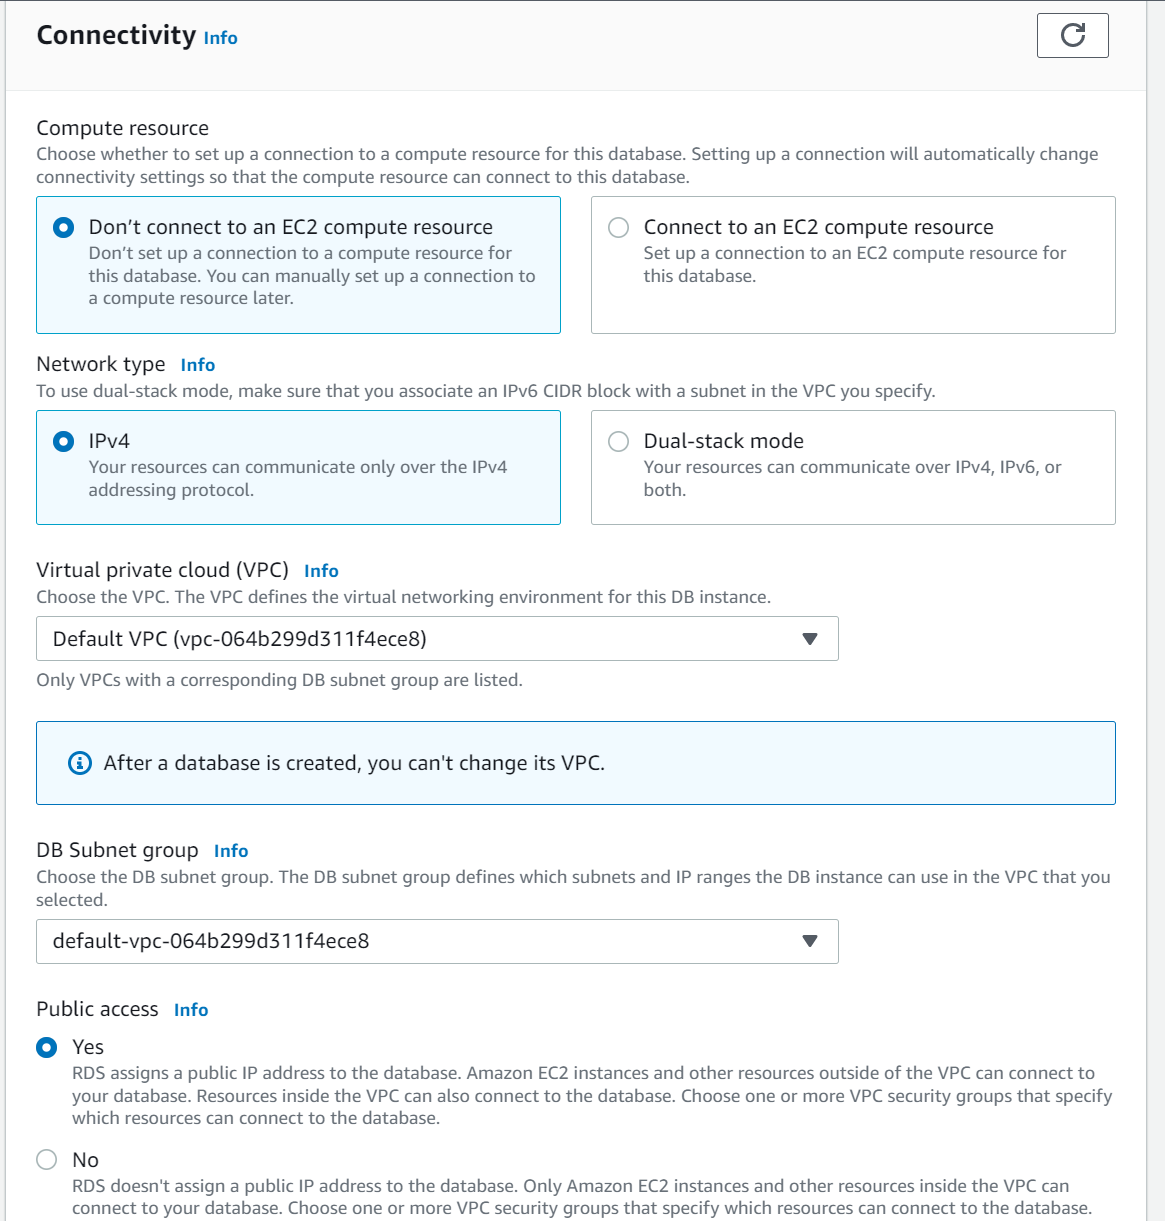 Connectivity Info
Compute resource
Choose whether to set up a connection to a compute resource for this database. Setting up a connection will automatically change
connectivity settings so that the compute resource can connect to this database.
Don’t connect to an EC2 compute resource
Don’t set up a connection to a compute resource for
this database. You can manually set up a connection to
a compute resource later.
Connect to an EC2 compute resource
Set up a connection to an EC2 compute resource for
this database.
Network type Info
To use dual-stack mode, make sure that you associate an IPv6 CIDR block with a subnet in the VPC you specify.
IPv4
Your resources can communicate only over the IPv4
addressing protocol.
Dual-stack mode
Your resources can communicate over IPv4, IPv6, or
both.
Virtual private cloud (VPC) Info
Choose the VPC. The VPC defines the virtual networking environment for this DB instance.
Default VPC (vpc-064b299d311f4ece8)
Only VPCs with a corresponding DB subnet group are listed.
After a database is created, you can't change its VPC.
DB Subnet group Info
Choose the DB subnet group. The DB subnet group defines which subnets and IP ranges the DB instance can use in the VPC that you
selected.
default-vpc-064b299d311f4ece8
Public access Info
Yes
RDS assigns a public IP address to the database. Amazon EC2 instances and other resources outside of the VPC can connect to
your database. Resources inside the VPC can also connect to the database. Choose one or more VPC security groups that specify
which resources can connect to the database.
No
RDS doesn't assign a public IP address to the database. Only Amazon EC2 instances and other resources inside the VPC can
connect to your database. Choose one or more VPC security groups that specify which resources can connect to the database.